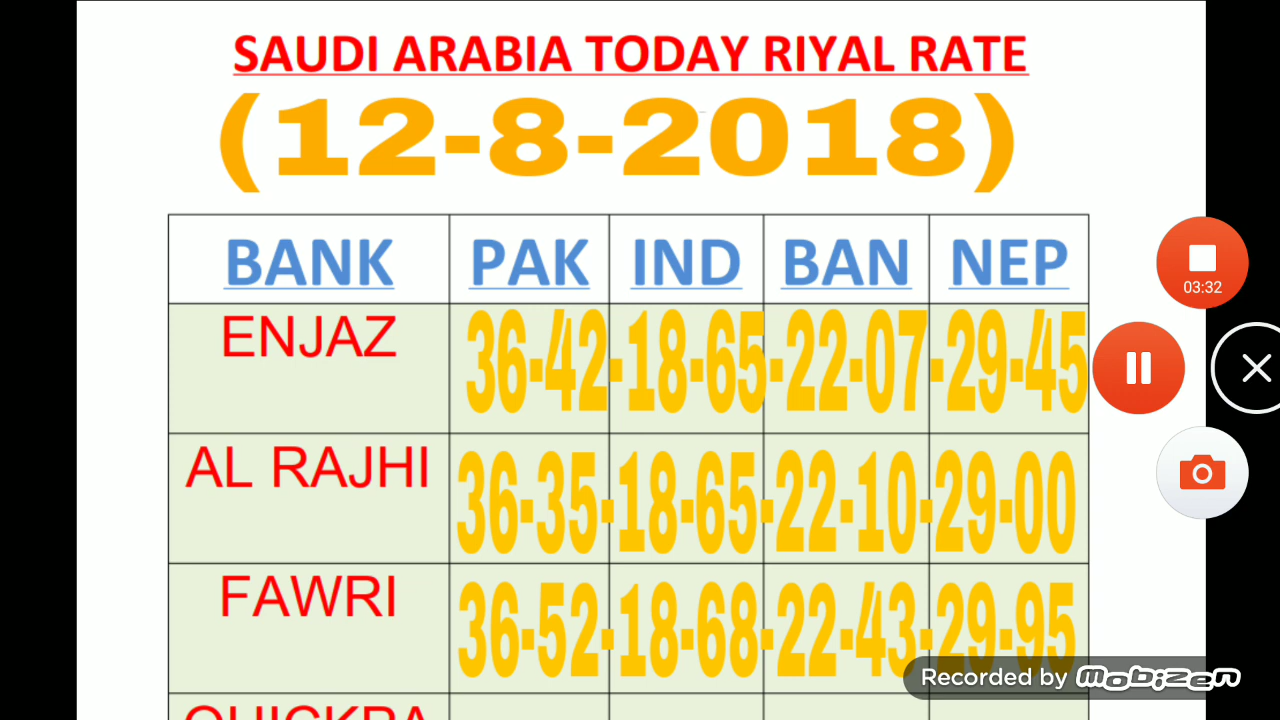 SAUDI ARABIA TODAY RIYAL RATE
(12-8-2018)
BANK PAK IND BAN NEP
ENJAZ 36-42-18-65-22-07-29-45
03:32
AL RAJHI 36-35-18-65-22-10-29-00
FAWRI 36-52-18-68-22-43-29-95
Recorded by mobizen